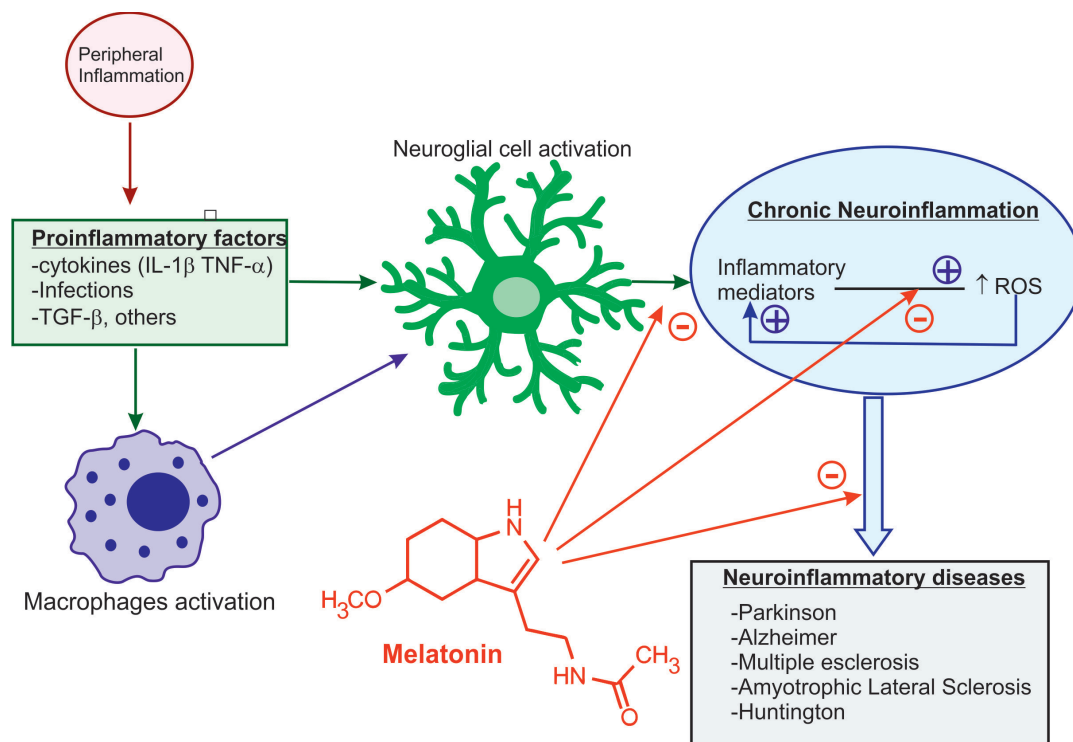 Peripheral
Inflammation
Neuroglial cell activation
Proinflammatory factors
-cytokines (IL-1β TNF-α)
-Infections
-TGF-β, others
Chronic Neuroinflammation
Inflammatory
mediators
+
↑ ROS
+
-
-
-
Macrophages activation
H
N
H₃CO
Melatonin
HN
CH₃
O
Neuroinflammatory diseases
-Parkinson
-Alzheimer
-Multiple esclerosis
-Amyotrophic Lateral Sclerosis
-Huntington